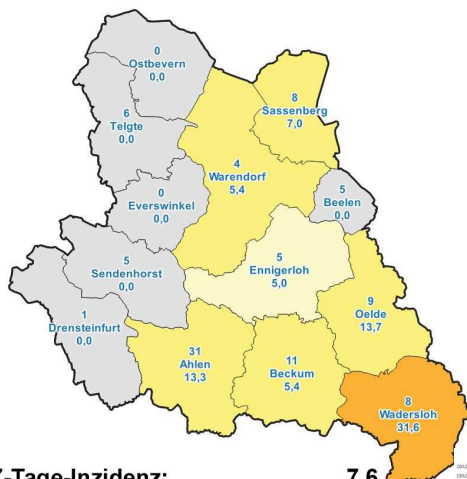 0
Ostbevern
0,0
8
Sassenberg
7,0
6
Telgte
0,0
4
Warendorf
5,4
5
Beelen
0,0
0
Everswinkel
0,0
5
Sendenhorst
0,0
5
Ennigerloh
5,0
1
Drensteinfurt
0,0
9
Oelde
13,7
31
Ahlen
13,3
11
Beckum
5,4
8
Wadersloh
31,6
7-Tage-Inzidenz: 7,6